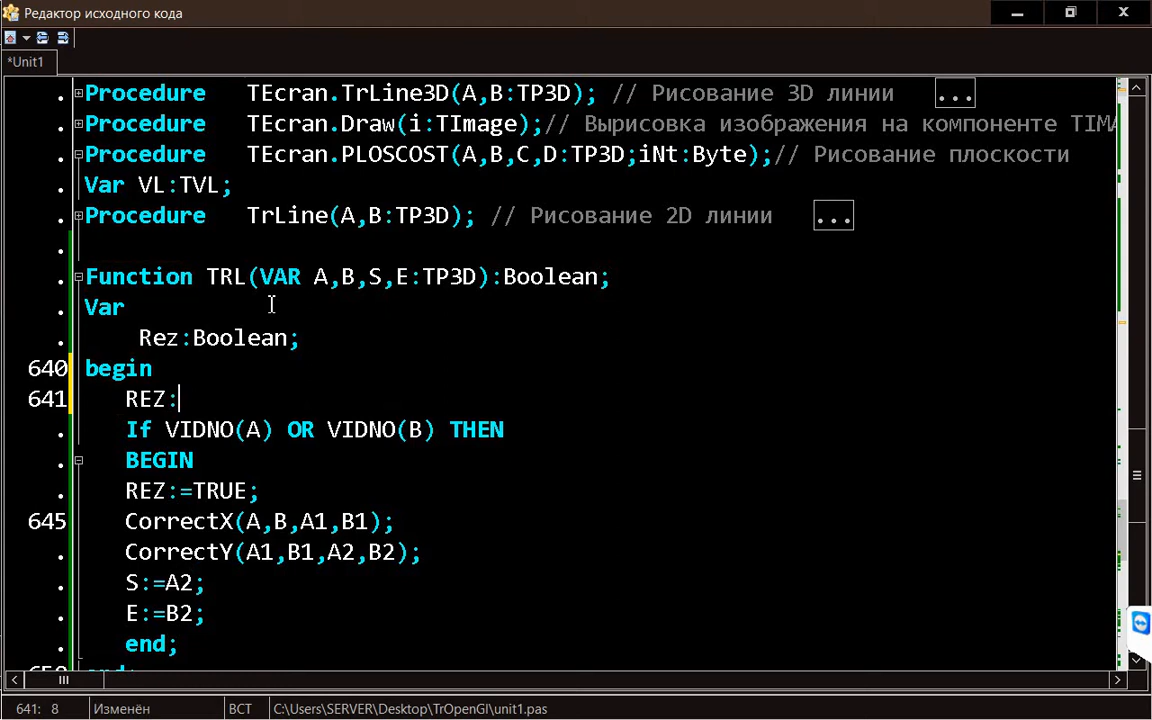 Редактор исходного кода
*Unit1
Procedure TEcran.TrLine3D(A,B:TP3D); // Рисование 3D линии ...
Procedure TEcran.Draw(i:TImage);// Вырисовка изображения на компоненте TIMA
Procedure TEcran.PLOSCOST(A,B,C,D:TP3D;iNt:Byte);// Рисование плоскости
Var VL:TVL;
Procedure TrLine(A,B:TP3D); // Рисование 2D линии ...
Function TRL(VAR A,B,S,E:TP3D):Boolean;
Var
Rez:Boolean;
640 begin
641 REZ:
If VIDNO(A) OR VIDNO(B) THEN
BEGIN
REZ:=TRUE;
645 CorrectX(A,B,A1,B1);
CorrectY(A1,B1,A2,B2);
S:=A2;
E:=B2;
end;
650 end;
641: 8 Изменён ВСТ C:\Users\SERVER\Desktop\TrOpenGl\unit1.pas